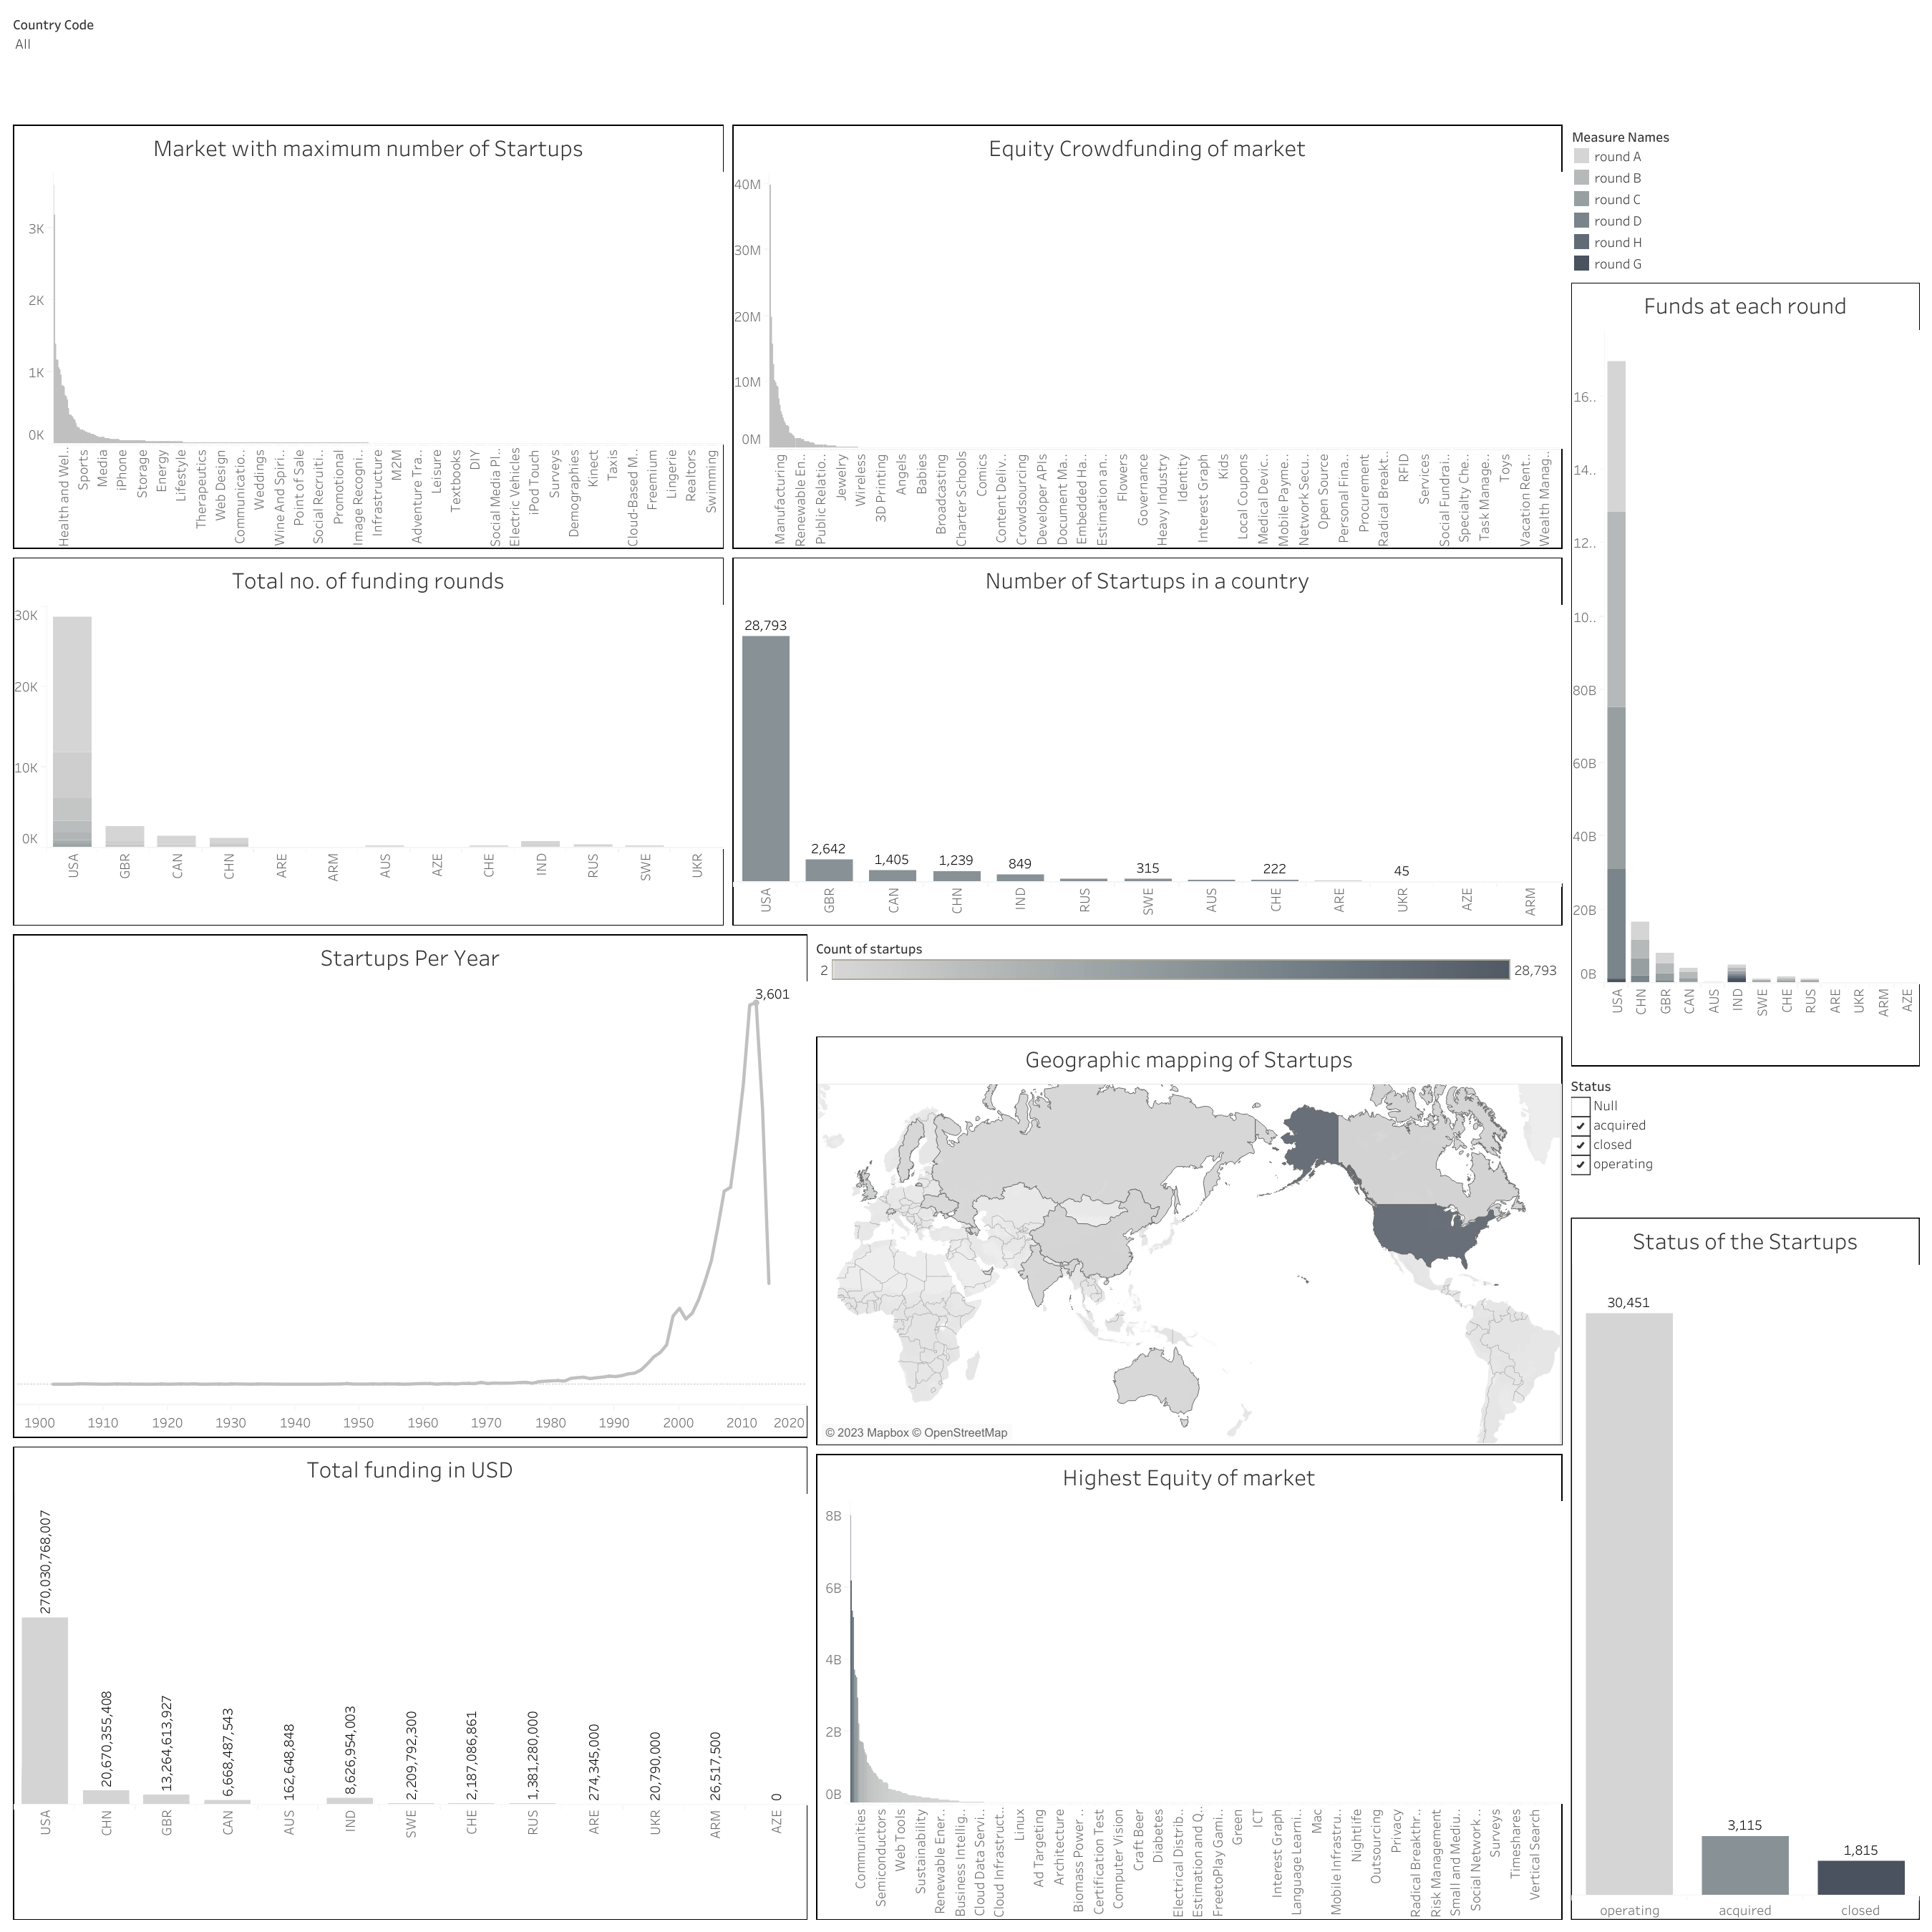 Country Code
All
Market with maximum number of Startups
3K
2K
1K
0K
Health and Wel..
Sports
Media
iPhone
Storage
Energy
Lifestyle
Therapeutics
Web Design
Communicatio..
Weddings
Wine And Spiri..
Point of Sale
Social Recruiti..
Promotional
Image Recogni..
Infrastructure
M2M
Adventure Tra..
Leisure
Textbooks
DIY
Social Media Pl..
Electric Vehicles
iPod Touch
Surveys
Demographies
Kinect
Taxis
Cloud-Based M..
Freemium
Lingerie
Realtors
Swimming
Equity Crowdfunding of market
40M
30M
20M
10M
0M
Manufacturing
Renewable En..
Public Relatio..
Jewelry
Wireless
3D Printing
Angels
Babies
Broadcasting
Charter Schools
Comics
Content Deliv..
Crowdsourcing
Developer APIs
Document Ma..
Embedded Ha..
Estimation an..
Flowers
Governance
Heavy Industry
Identity
Interest Graph
Kids
Local Coupons
Medical Devic..
Mobile Payme..
Network Secu..
Open Source
Personal Fina..
Procurement
Radical Breakt..
RFID
Services
Social Fundrai..
Specialty Che..
Task Manage..
Toys
Vacation Rent..
Wealth Manag..
Measure Names
round A
round B
round C
round D
round H
round G
Funds at each round
16..
14..
12..
10..
80B
60B
40B
20B
0B
USA
CHN
GBR
CAN
AUS
IND
SWE
CHE
RUS
ARE
UKR
ARM
AZE
Total no. of funding rounds
30K
20K
10K
0K
USA
GBR
CAN
CHN
ARE
ARM
AUS
AZE
CHE
IND
RUS
SWE
UKR
Number of Startups in a country
28,793
2,642
1,405
1,239
849
315
222
45
USA
GBR
CAN
CHN
IND
RUS
SWE
AUS
CHE
ARE
UKR
AZE
ARM
Startups Per Year
3,601
1900 1910 1920 1930 1940 1950 1960 1970 1980 1990 2000 2010 2020
Count of startups
2 28,793
Geographic mapping of Startups
© 2023 Mapbox © OpenStreetMap
Status
Null
acquired
closed
operating
Status of the Startups
30,451
3,115
1,815
operating acquired closed
Total funding in USD
270,030,768,007
20,670,355,408
13,264,613,927
6,668,487,543
162,648,848
8,626,954,003
2,209,792,300
2,187,086,861
1,381,280,000
274,345,000
20,790,000
26,517,500
0
USA
CHN
GBR
CAN
AUS
IND
SWE
CHE
RUS
ARE
UKR
ARM
AZE
Highest Equity of market
8B
6B
4B
2B
0B
Communities
Semiconductors
Web Tools
Sustainability
Renewable Ener..
Business Intellig..
Cloud Data Servi..
Cloud Infrastruct..
Linux
Ad Targeting
Architecture
Biomass Power ..
Certification Test
Computer Vision
Craft Beer
Diabetes
Electrical Distrib..
Estimation and Q..
FreetoPlay Gami..
Green
ICT
Interest Graph
Language Learni..
Mac
Mobile Infrastru..
Nightlife
Outsourcing
Privacy
Radical Breakthr..
Risk Management
Small and Mediu..
Social Network ..
Surveys
Timeshares
Vertical Search